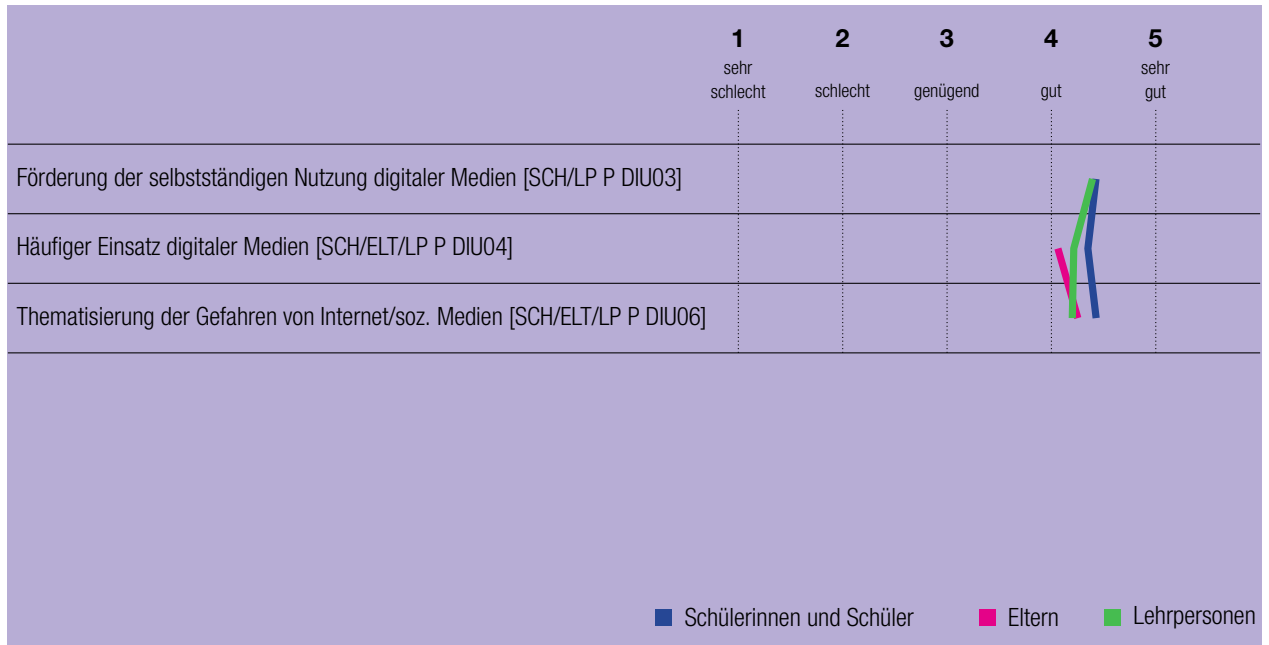 1 2 3 4 5
sehr schlecht schlecht genügend gut sehr gut
Förderung der selbstständigen Nutzung digitaler Medien [SCH/LP P DIU03]
Häufiger Einsatz digitaler Medien [SCH/ELT/LP P DIU04]
Thematisierung der Gefahren von Internet/soz. Medien [SCH/ELT/LP P DIU06]
Schülerinnen und Schüler Eltern Lehrpersonen